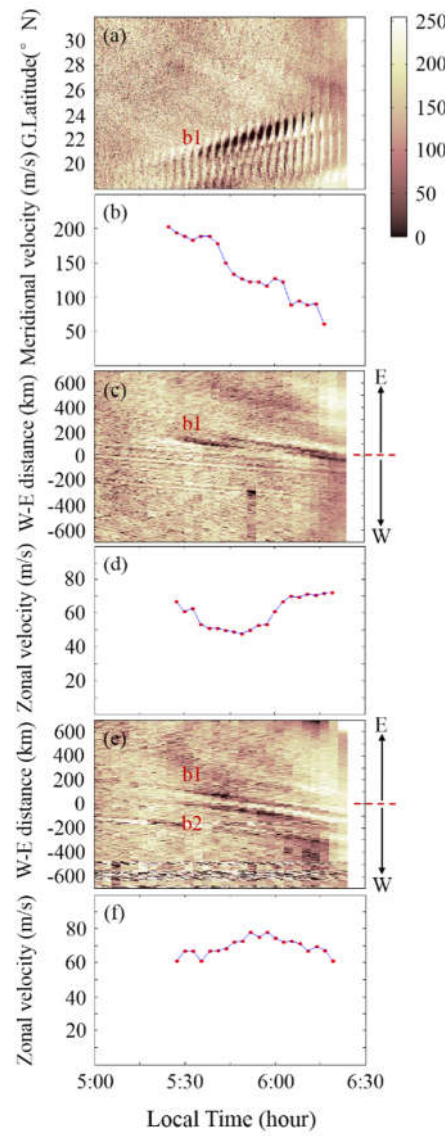 (a)
b1
G.Latitude(° N)
32
30
28
26
24
22
20
250
200
150
100
50
0
(b)
Meridional velocity (m/s)
200
150
100
50
(c)
b1
W-E distance (km)
600
400
200
0
-200
-400
-600
E
W
(d)
Zonal velocity (m/s)
80
60
40
20
(e)
b1
b2
W-E distance (km)
600
400
200
0
-200
-400
-600
E
W
(f)
Zonal velocity (m/s)
80
60
40
20
5:00 5:30 6:00 6:30
Local Time (hour)